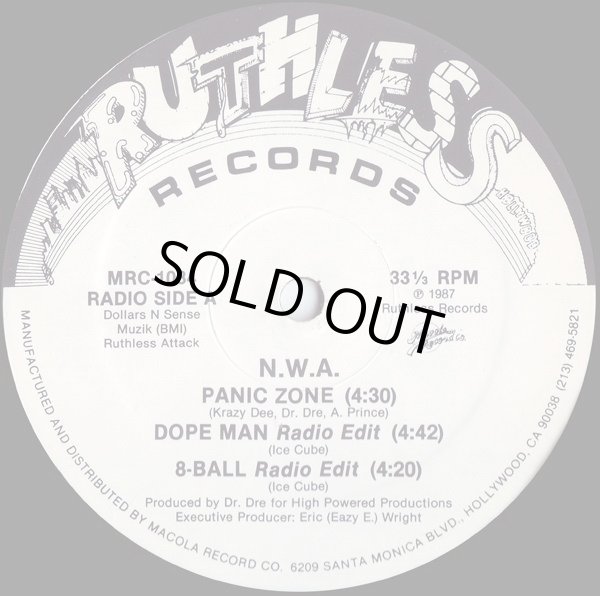 RUTHLESS
RECORDS
HOLLYWOOD
RADIO SIDE A
Dollars N Sense
Muzik (BMI)
Ruthless Attack
33⅓ RPM
℗ 1987
Ruthless Records
SOLD OUT
N.W.A.
PANIC ZONE (4:30)
(Krazy Dee, Dr. Dre, A. Prince)
DOPE MAN Radio Edit (4:42)
(Ice Cube)
8-BALL Radio Edit (4:20)
(Ice Cube)
Produced by Dr. Dre for High Powered Productions
Executive Producer: Eric (Eazy E.) Wright
MANUFACTURED AND DISTRIBUTED BY MACOLA RECORD CO. 6209 SANTA MONICA BLVD., HOLLYWOOD, CA 90038 (213) 469-5821